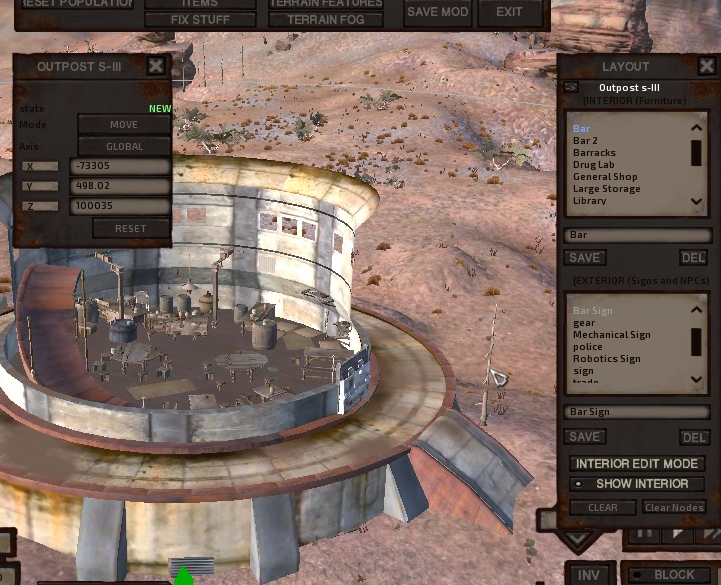 RESET POPULATION
ITEMS
TERRAIN FEATURES
FIX STUFF
TERRAIN FOG
SAVE MOD
EXIT
OUTPOST S-III
state NEW
Mode MOVE
Axis GLOBAL
X -73305
Y 498.02
Z 100035
RESET
LAYOUT
Outpost s-III
[INTERIOR (Furniture)
Bar
Bar 2
Barracks
Drug Lab
General Shop
Large Storage
Library
Bar
SAVE DEL
[EXTERIOR (Signs and NPCs)
Bar Sign
gear
Mechanical Sign
police
Robotics Sign
sign
trade
Bar Sign
SAVE DEL
INTERIOR EDIT MODE
SHOW INTERIOR
CLEAR Clear Nodes
INV
BLOCK